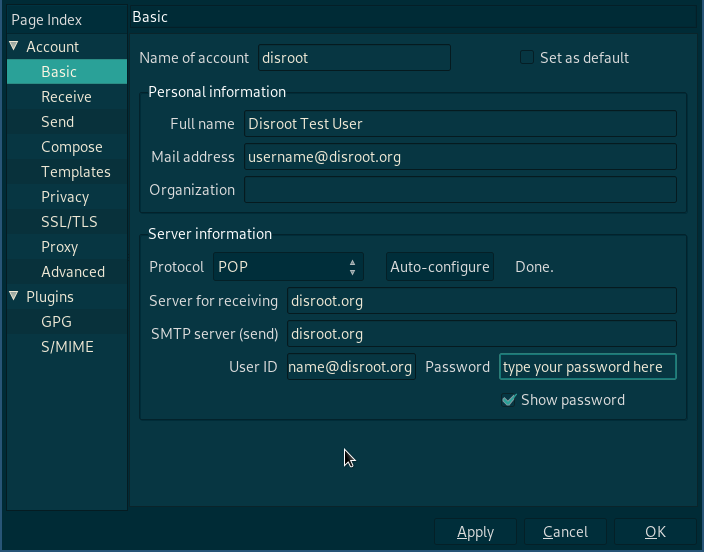 Page Index
Basic
Account
Basic
Receive
Send
Compose
Templates
Privacy
SSL/TLS
Proxy
Advanced
Plugins
GPG
S/MIME
Name of account disroot Set as default
Personal information
Full name Disroot Test User
Mail address username@disroot.org
Organization
Server information
Protocol POP Auto-configure Done.
Server for receiving disroot.org
SMTP server (send) disroot.org
User ID name@disroot.org Password type your password here
Show password
Apply Cancel OK